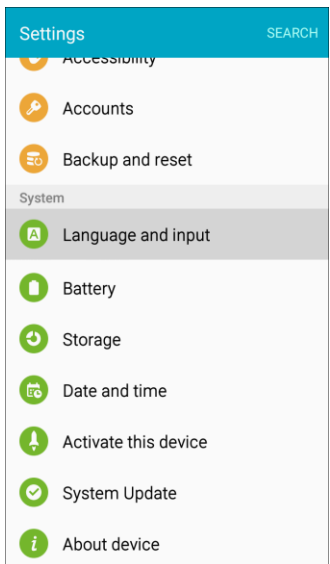 Settings
SEARCH
Accessibility
Accounts
Backup and reset
System
A
Language and input
Battery
Storage
Date and time
Activate this device
System Update
i
About device